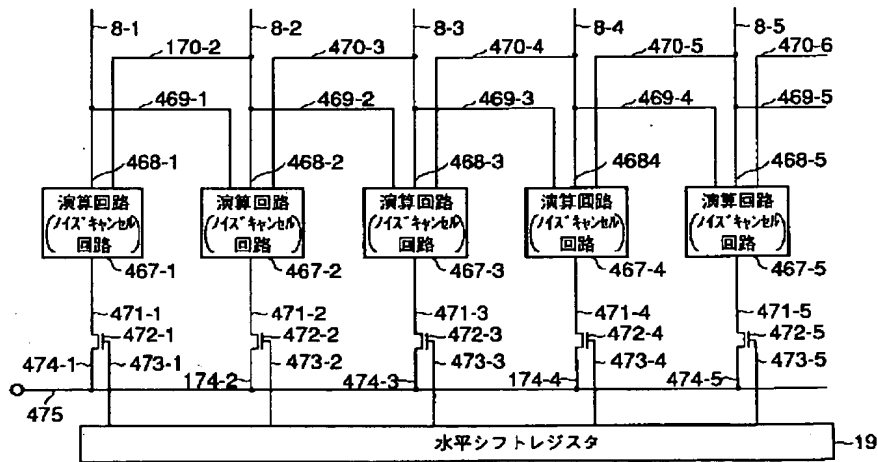 8-1 8-2 8-3 8-4 8-5
170-2 470-3 470-4 470-5 470-6
469-1 469-2 469-3 469-4 469-5
468-1 468-2 468-3 4684 468-5
演算回路 演算回路 演算回路 演算回路 演算回路
(ノイズキャンセル (ノイズキャンセル (ノイズキャンセル (ノイズキャンセル (ノイズキャンセル
回路) 回路) 回路) 回路) 回路)
467-1 467-2 467-3 467-4 467-5
471-1 471-2 471-3 471-4 471-5
472-1 472-2 472-3 472-4 472-5
474-1 473-1 473-2 473-3 473-4 473-5
174-2 474-3 174-4 474-5
475
水平シフトレジスタ 19